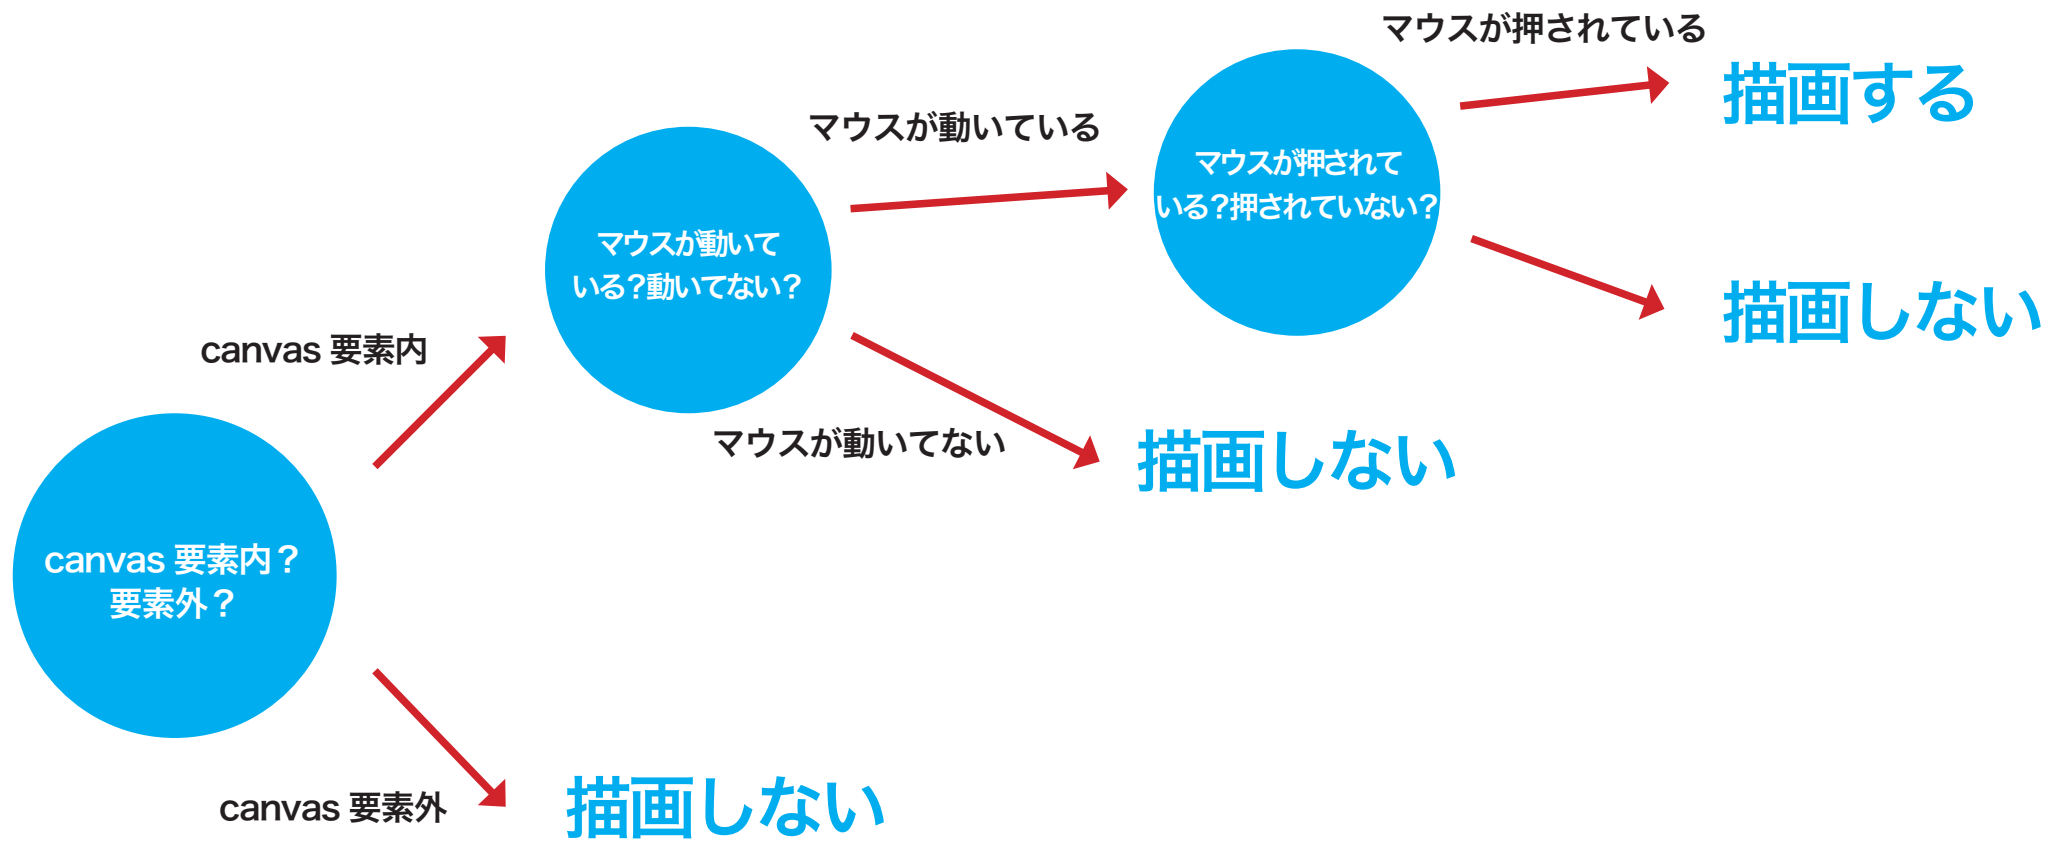 マウスが押されている
描画する
マウスが動いている
マウスが押されて
いる？押されていない？
マウスが動いて
いる？動いてない？
描画しない
canvas 要素内
マウスが動いてない
描画しない
canvas 要素内？
要素外？
canvas 要素外
描画しない